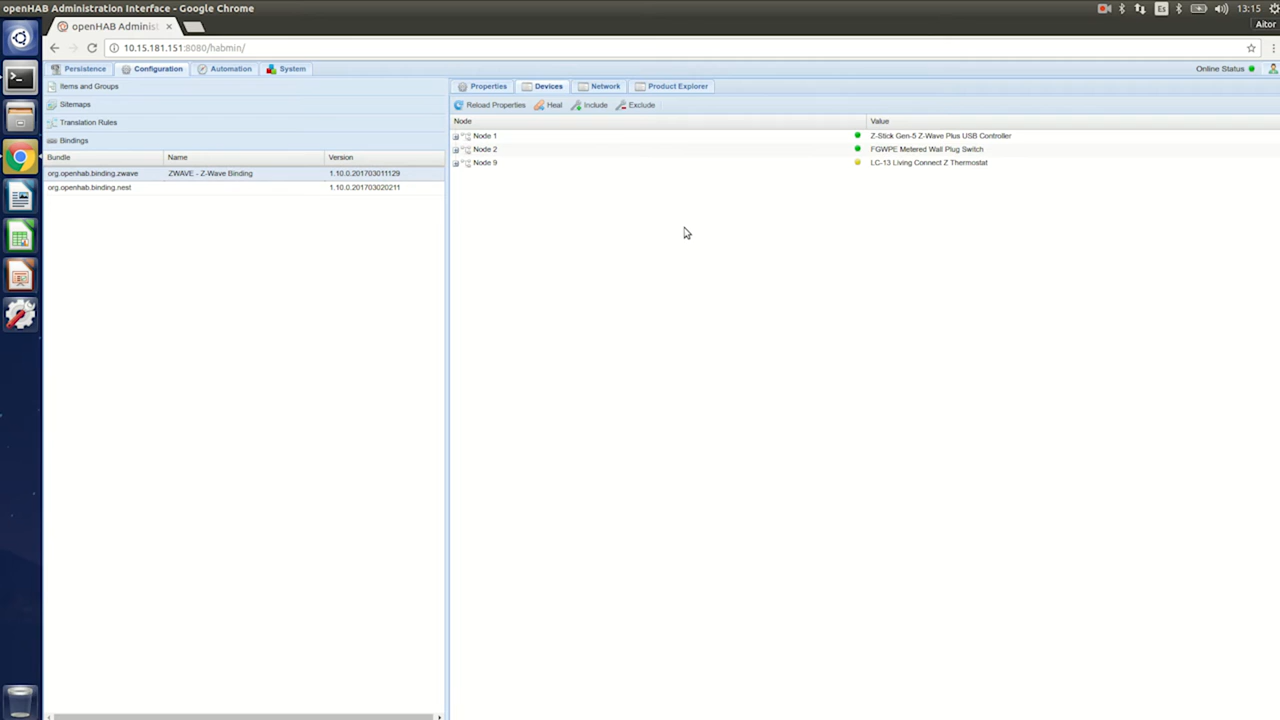 openHAB Administration Interface - Google Chrome
Es
13:15
openHAB Administ
Aitor
10.15.181.151:8080/habmin/
Persistence
Configuration
Automation
System
Online Status
Items and Groups
Sitemaps
Translation Rules
Bindings
Bundle Name Version
org.openhab.binding.zwave ZWAVE - Z-Wave Binding 1.10.0.201703011129
org.openhab.binding.nest 1.10.0.201703020211
Properties
Devices
Network
Product Explorer
Reload Properties
Heal
Include
Exclude
Node Value
Node 1 Z-Stick Gen-5 Z-Wave Plus USB Controller
Node 2 FGWPE Metered Wall Plug Switch
Node 9 LC-13 Living Connect Z Thermostat